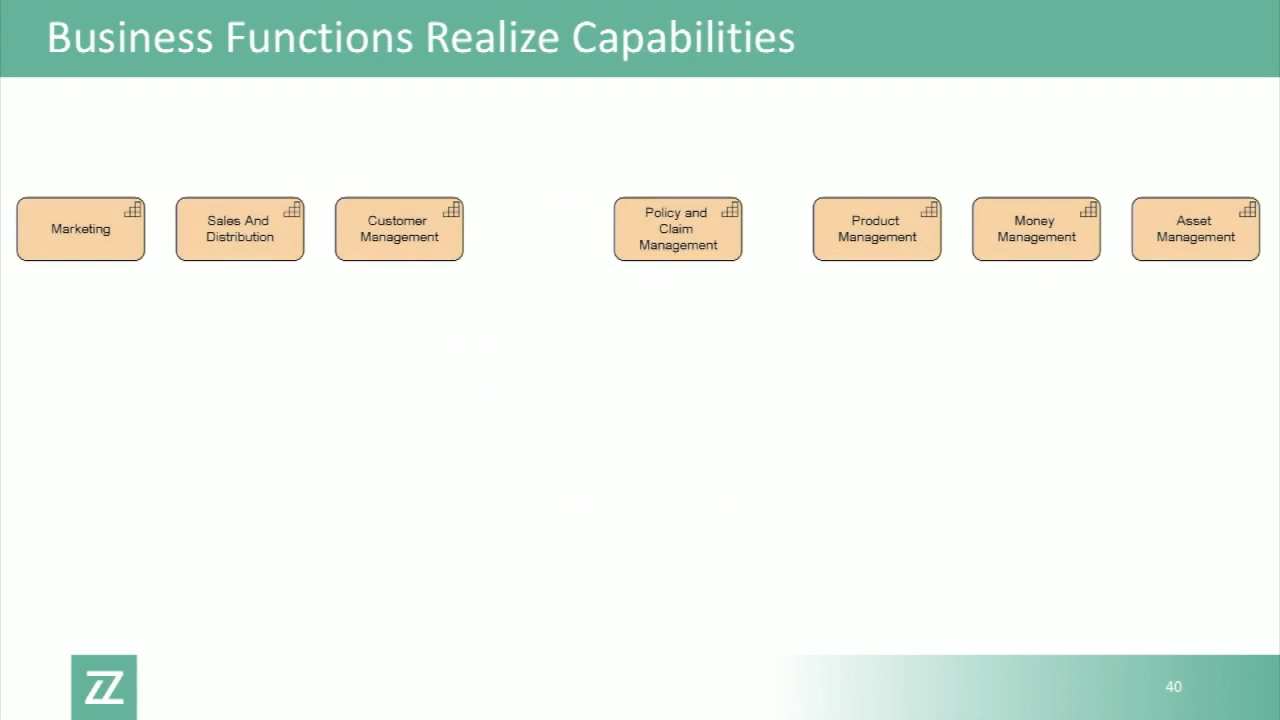 Business Functions Realize Capabilities
Marketing
Sales And
Distribution
Customer
Management
Policy and
Claim
Management
Product
Management
Money
Management
Asset
Management
ZZ
40